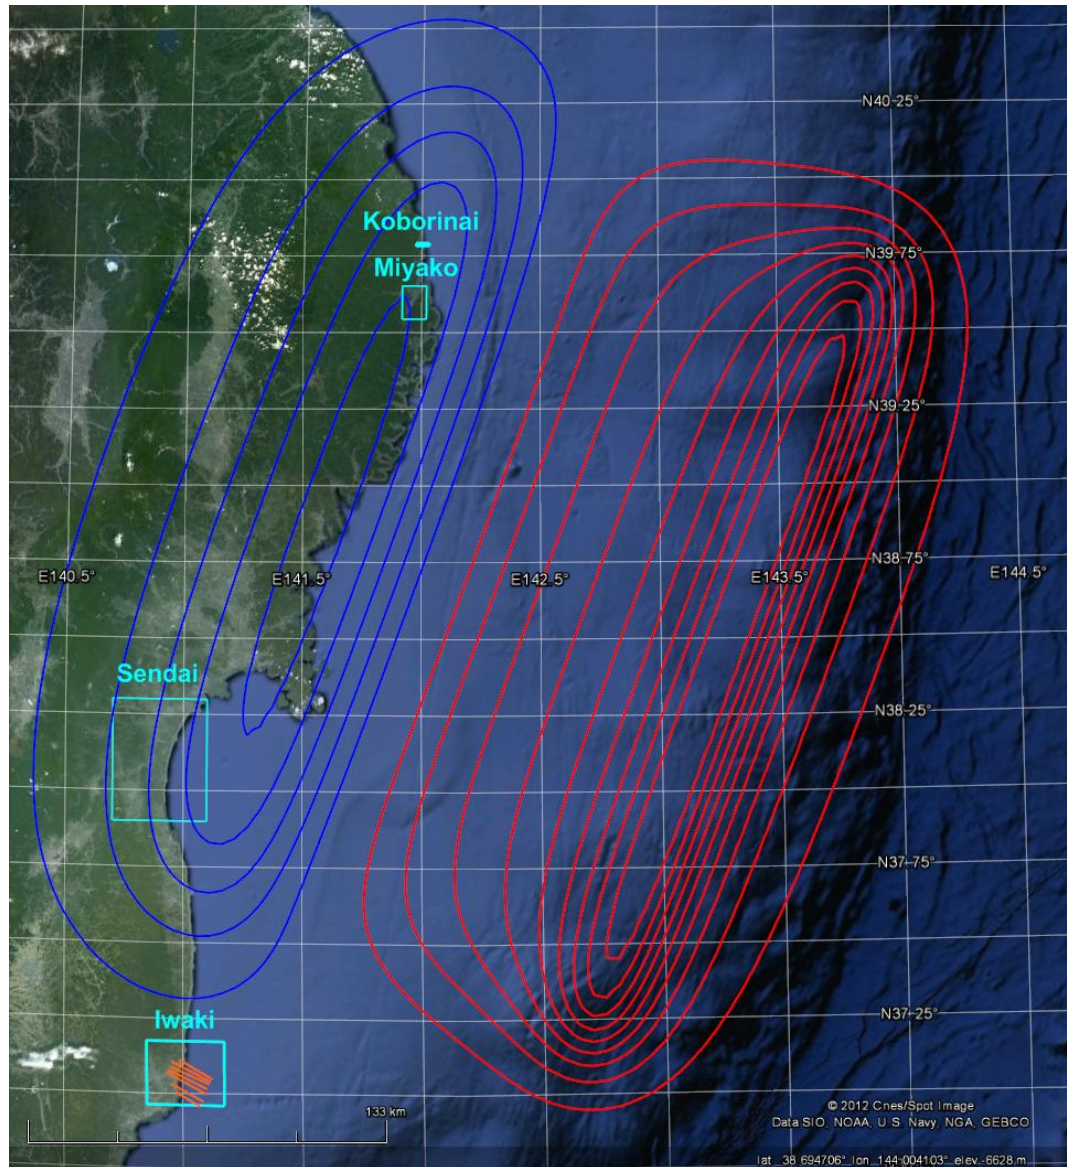 N40 25°
Koborinai
N39 75°
Miyako
N39 25°
N38 75°
E140.5°
E141.5°
E142.5°
E143.5°
E144.5°
Sendai
N38 25°
N37 75°
N37 25°
Iwaki
133 km
© 2012 Cnes/Spot Image
Data SIO, NOAA, U.S. Navy, NGA, GEBCO
lat 38 694706° lon 144 004103° elev -6628 m